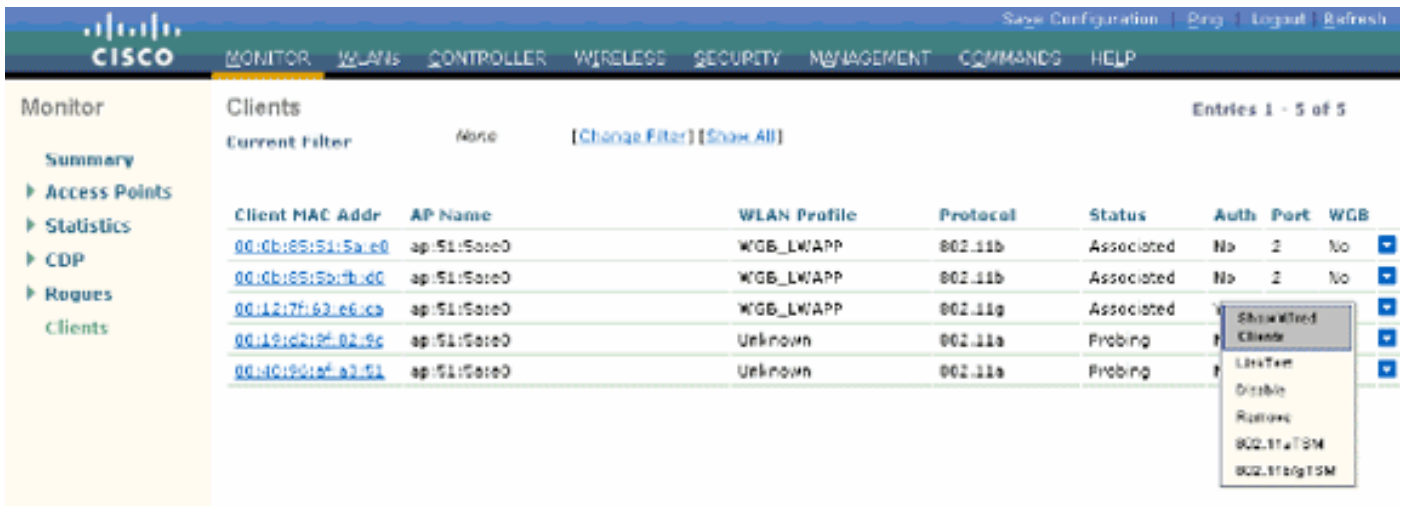 Save Configuration | Ping | Logout | Refresh
CISCO
MONITOR WLANs CONTROLLER WIRELESS SECURITY MANAGEMENT COMMANDS HELP
Monitor
Summary
Access Points
Statistics
CDP
Rogues
Clients
Clients
Entries 1 - 5 of 5
Current Filter None [Change Filter] [Show All]
Client MAC Addr AP Name WLAN Profile Protocol Status Auth Port WGB
00:0b:85:51:5a:e0 ap:51:5a:e0 WGB_LWAPP 802.11b Associated No 2 No
00:0b:85:5b:fb:d0 ap:51:5a:e0 WGB_LWAPP 802.11b Associated No 2 No
00:12:7f:63:e6:ca ap:51:5a:e0 WGB_LWAPP 802.11g Associated
00:19:d2:9f:02:9c ap:51:5a:e0 Unknown 802.11a Probing
00:40:96:af:a3:51 ap:51:5a:e0 Unknown 802.11a Probing
ShowWired
Clients
LinkTest
Disable
Remove
802.11aTSM
802.11b/gTSM